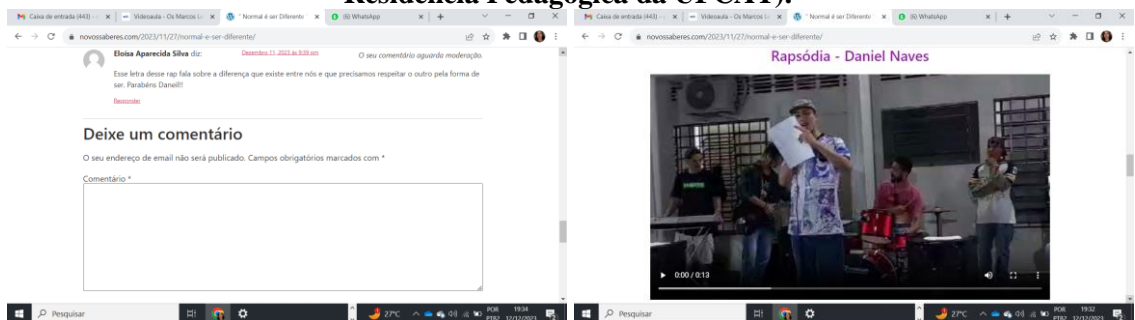 Residência Pedagógica da UFCAT).
Caixa de entrada (443) -
Videoaula - Os Marcos L
" Normal é ser Diferente
(6) WhatsApp
novossaberes.com/2023/11/27/normal-e-ser-diferente/
Eloisa Aparecida Silva diz:
Dezembro 11, 2023 às 9:39 pm
O seu comentário aguarda moderação.
Esse letra desse rap fala sobre a diferença que existe entre nós e que precisamos respeitar o outro pela forma de
ser. Parabéns Daneill!
Responder
Deixe um comentário
O seu endereço de email não será publicado. Campos obrigatórios marcados com *
Comentário *
Pesquisar
27°C
POR
PTB2
19:34
12/12/2023
Caixa de entrada (443) -
Videoaula - Os Marcos L
" Normal é ser Diferente
(6) WhatsApp
novossaberes.com/2023/11/27/normal-e-ser-diferente/
Rapsódia - Daniel Naves
0:00 / 0:13
Pesquisar
27°C
POR
PTB2
19:32
12/12/2023